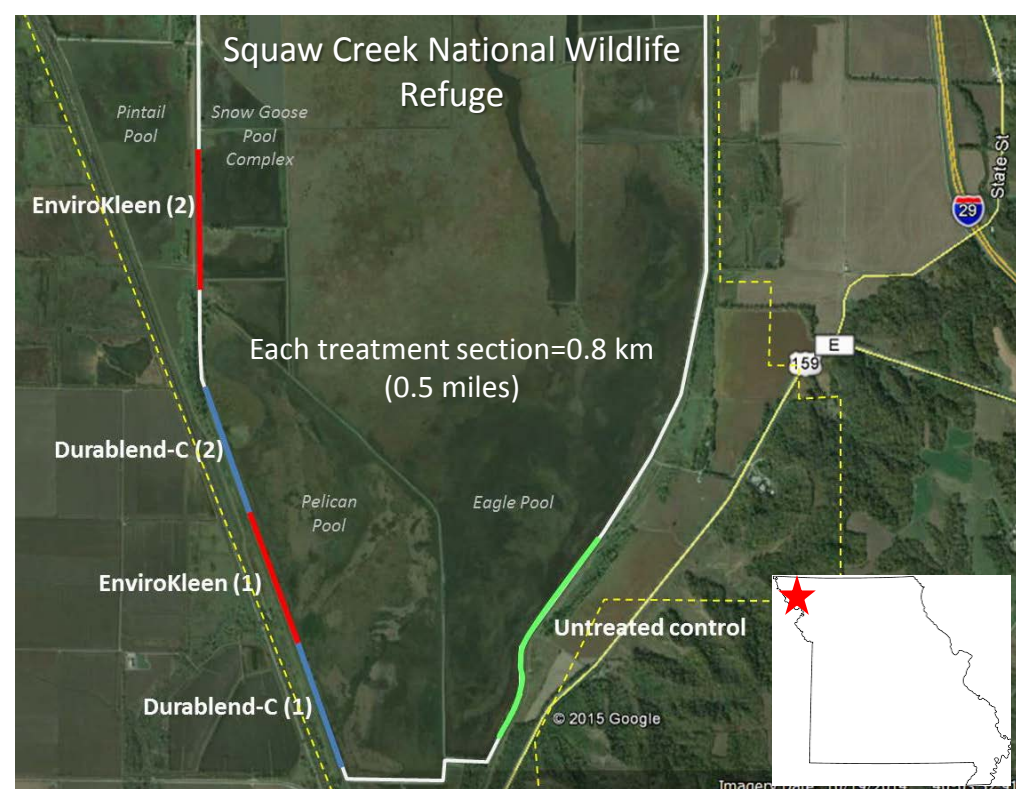 Squaw Creek National Wildlife
Refuge
Pintail
Pool
Snow Goose
Pool
Complex
EnviroKleen (2)
State St
29
Each treatment section=0.8 km
(0.5 miles)
E
159
Durablend-C (2)
Pelican
Pool
Eagle Pool
EnviroKleen (1)
Untreated control
Durablend-C (1)
© 2015 Google